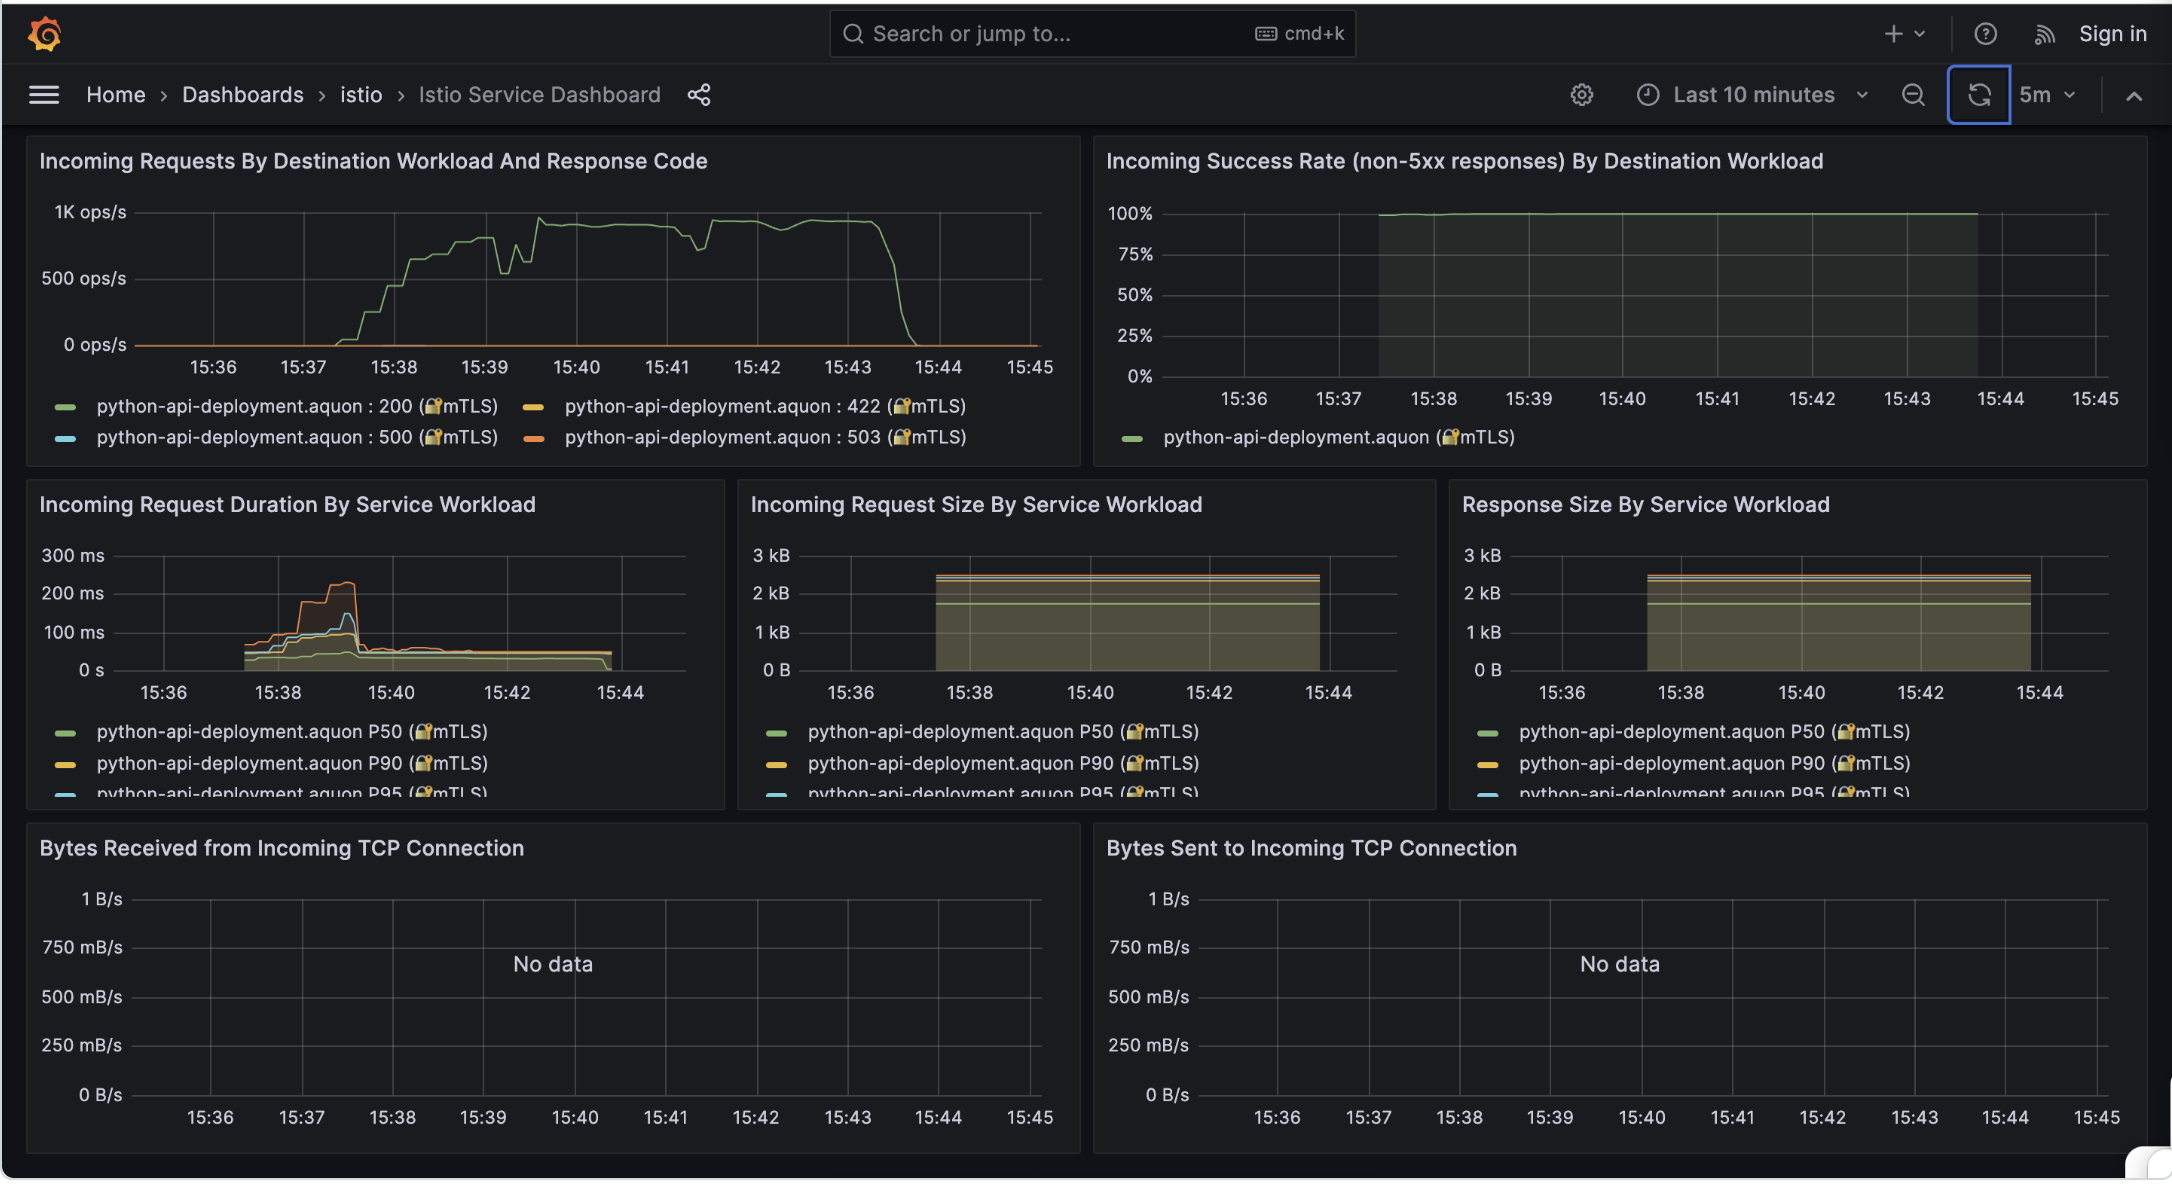 Search or jump to...
cmd+k
Sign in
Home › Dashboards › istio › Istio Service Dashboard
Last 10 minutes
5m
Incoming Requests By Destination Workload And Response Code
1K ops/s
500 ops/s
0 ops/s
15:36 15:37 15:38 15:39 15:40 15:41 15:42 15:43 15:44 15:45
python-api-deployment.aquon : 200 (🔐mTLS)
python-api-deployment.aquon : 422 (🔐mTLS)
python-api-deployment.aquon : 500 (🔐mTLS)
python-api-deployment.aquon : 503 (🔐mTLS)
Incoming Success Rate (non-5xx responses) By Destination Workload
100%
75%
50%
25%
0%
15:36 15:37 15:38 15:39 15:40 15:41 15:42 15:43 15:44 15:45
python-api-deployment.aquon (🔐mTLS)
Incoming Request Duration By Service Workload
300 ms
200 ms
100 ms
0 s
15:36 15:38 15:40 15:42 15:44
python-api-deployment.aquon P50 (🔐mTLS)
python-api-deployment.aquon P90 (🔐mTLS)
python-api-deployment.aquon P95 (🔐mTLS)
Incoming Request Size By Service Workload
3 kB
2 kB
1 kB
0 B
15:36 15:38 15:40 15:42 15:44
python-api-deployment.aquon P50 (🔐mTLS)
python-api-deployment.aquon P90 (🔐mTLS)
python-api-deployment.aquon P95 (🔐mTLS)
Response Size By Service Workload
3 kB
2 kB
1 kB
0 B
15:36 15:38 15:40 15:42 15:44
python-api-deployment.aquon P50 (🔐mTLS)
python-api-deployment.aquon P90 (🔐mTLS)
python-api-deployment.aquon P95 (🔐mTLS)
Bytes Received from Incoming TCP Connection
1 B/s
750 mB/s
No data
500 mB/s
250 mB/s
0 B/s
15:36 15:37 15:38 15:39 15:40 15:41 15:42 15:43 15:44 15:45
Bytes Sent to Incoming TCP Connection
1 B/s
750 mB/s
No data
500 mB/s
250 mB/s
0 B/s
15:36 15:37 15:38 15:39 15:40 15:41 15:42 15:43 15:44 15:45